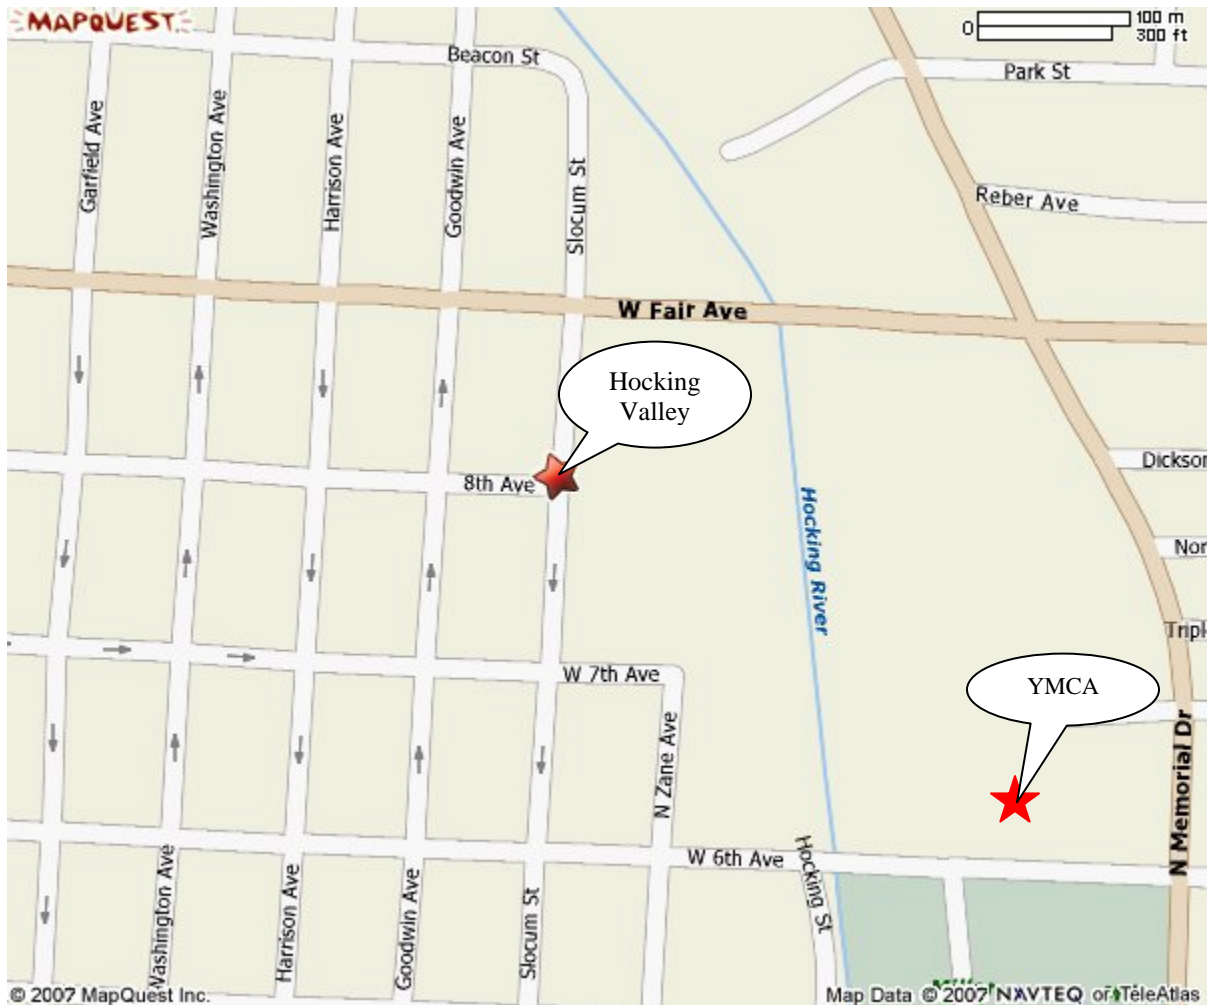 MAPQUEST
0
100 m
300 ft
Beacon St
Park St
Garfield Ave
Washington Ave
Harrison Ave
Goodwin Ave
Slocum St
Reber Ave
W Fair Ave
Hocking
Valley
8th Ave
Dickson
Hocking River
Nor
Tripl
W 7th Ave
YMCA
N Zane Ave
N Memorial Dr
W 6th Ave
Hocking St
Washington Ave
Harrison Ave
Goodwin Ave
Slocum St
© 2007 MapQuest Inc.
Map Data © 2007 NAVTEQ or TeleAtlas